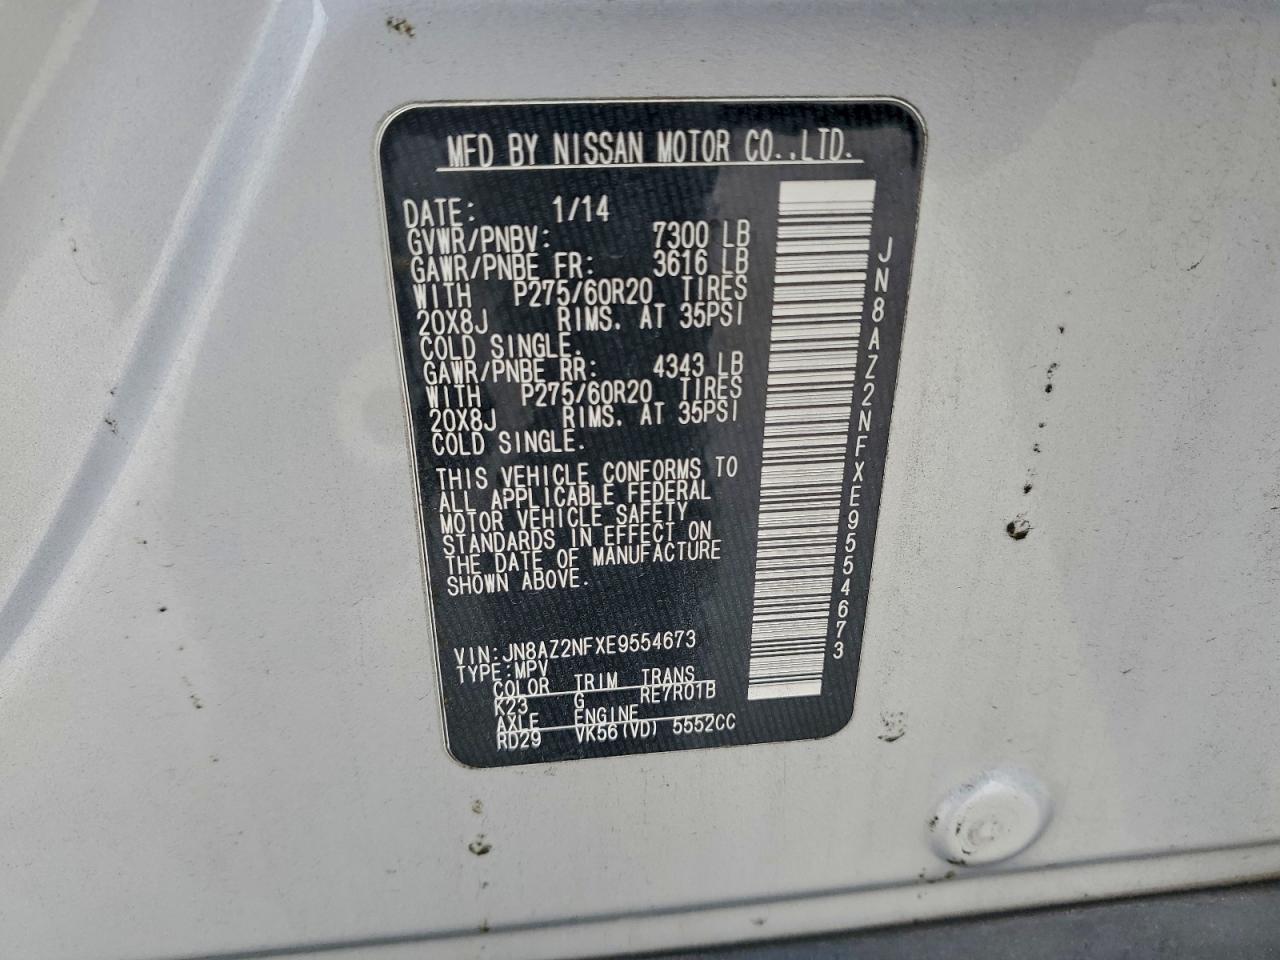 MFD BY NISSAN MOTOR CO.,LTD.
DATE: 1/14
GVWR/PNBV: 7300 LB
GAWR/PNBE FR: 3616 LB
WITH P275/60R20 TIRES
20X8J RIMS. AT 35PSI
COLD SINGLE.
GAWR/PNBE RR: 4343 LB
WITH P275/60R20 TIRES
20X8J RIMS. AT 35PSI
COLD SINGLE.
THIS VEHICLE CONFORMS TO
ALL APPLICABLE FEDERAL
MOTOR VEHICLE SAFETY
STANDARDS IN EFFECT ON
THE DATE OF MANUFACTURE
SHOWN ABOVE.
VIN:JN8AZ2NFXE9554673
TYPE:MPV
COLOR TRIM TRANS
K23 G RE7R01B
AXLE ENGINE
RD29 VK56(VD) 5552CC
JN8AZ2NFXE9554673